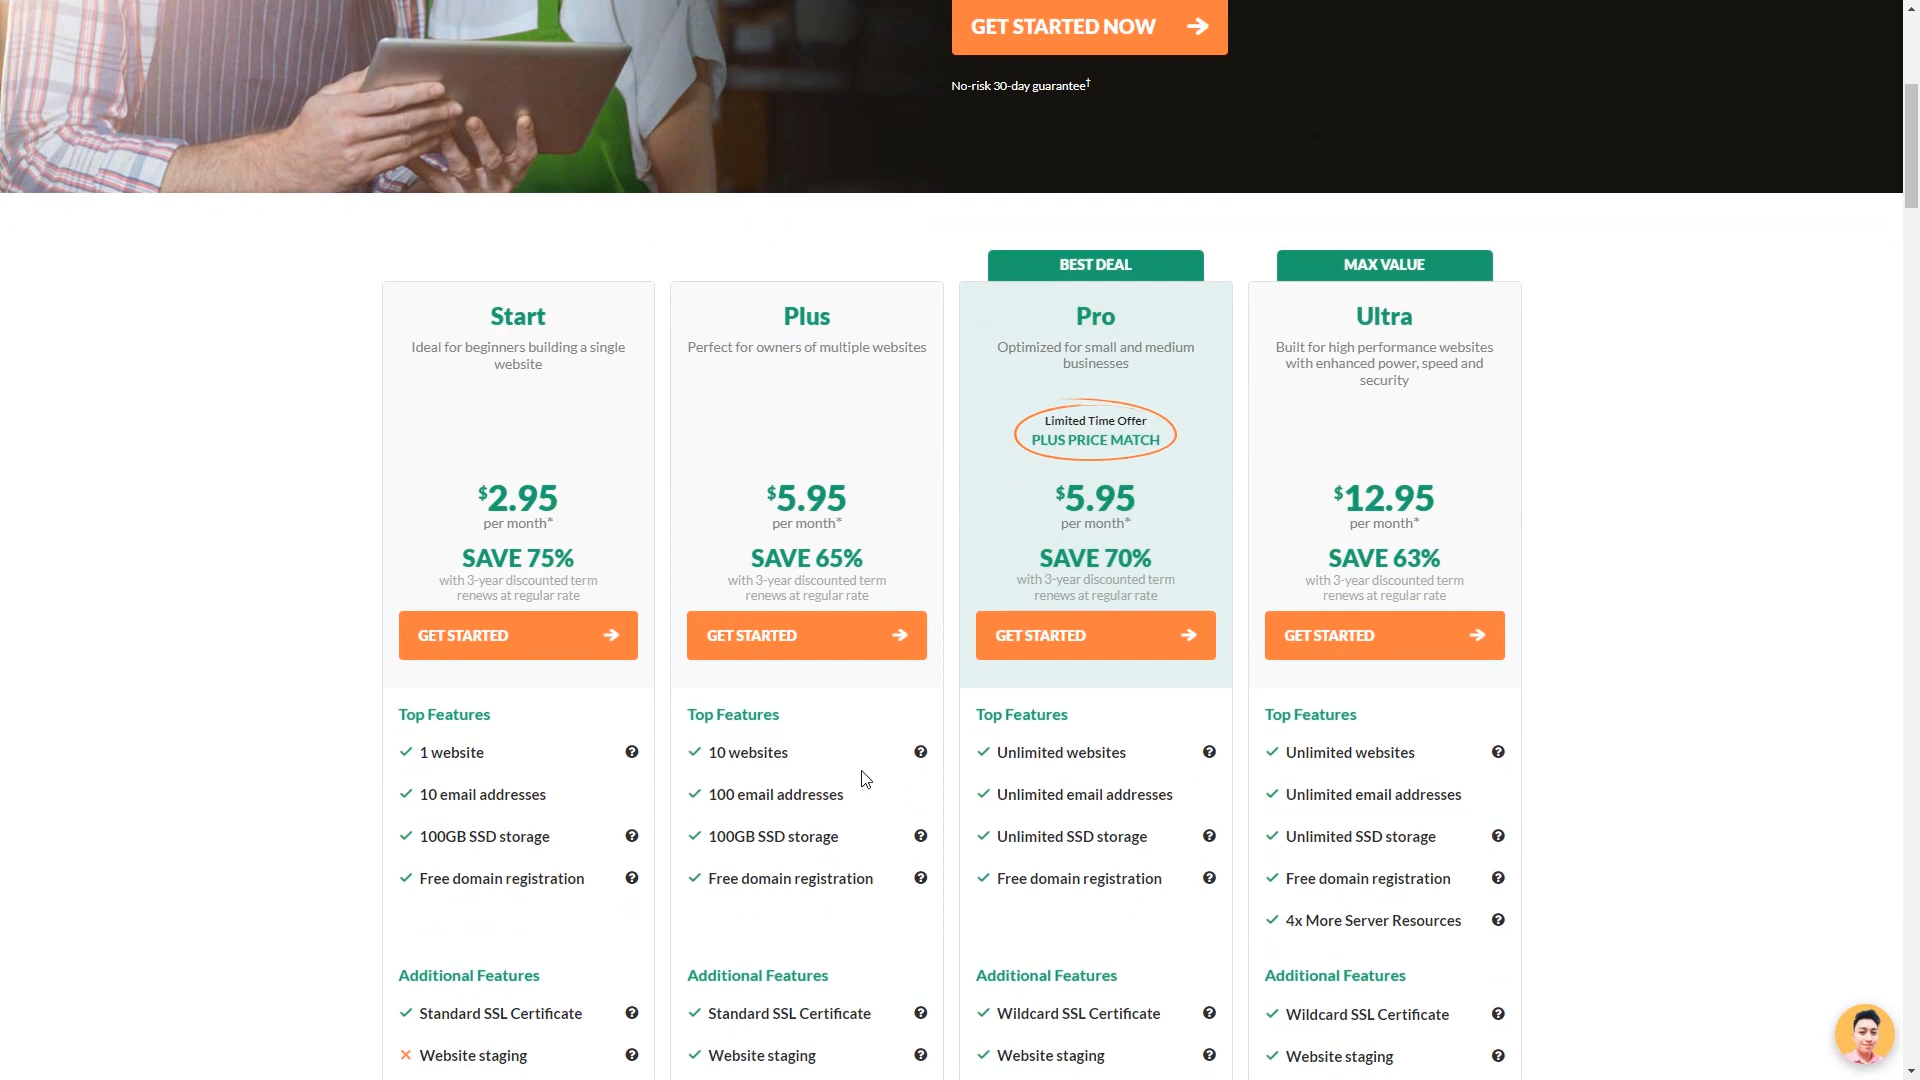 GET STARTED NOW
No-risk 30-day guarantee†
BEST DEAL
MAX VALUE
Start
Ideal for beginners building a single
website
$2.95
per month*
SAVE 75%
with 3-year discounted term
renews at regular rate
GET STARTED
Top Features
1 website
10 email addresses
100GB SSD storage
Free domain registration
Additional Features
Standard SSL Certificate
Website staging
Plus
Perfect for owners of multiple websites
$5.95
per month*
SAVE 65%
with 3-year discounted term
renews at regular rate
GET STARTED
Top Features
10 websites
100 email addresses
100GB SSD storage
Free domain registration
Additional Features
Standard SSL Certificate
Website staging
Pro
Optimized for small and medium
businesses
Limited Time Offer
PLUS PRICE MATCH
$5.95
per month*
SAVE 70%
with 3-year discounted term
renews at regular rate
GET STARTED
Top Features
Unlimited websites
Unlimited email addresses
Unlimited SSD storage
Free domain registration
Additional Features
Wildcard SSL Certificate
Website staging
Ultra
Built for high performance websites
with enhanced power, speed and
security
$12.95
per month*
SAVE 63%
with 3-year discounted term
renews at regular rate
GET STARTED
Top Features
Unlimited websites
Unlimited email addresses
Unlimited SSD storage
Free domain registration
4x More Server Resources
Additional Features
Wildcard SSL Certificate
Website staging